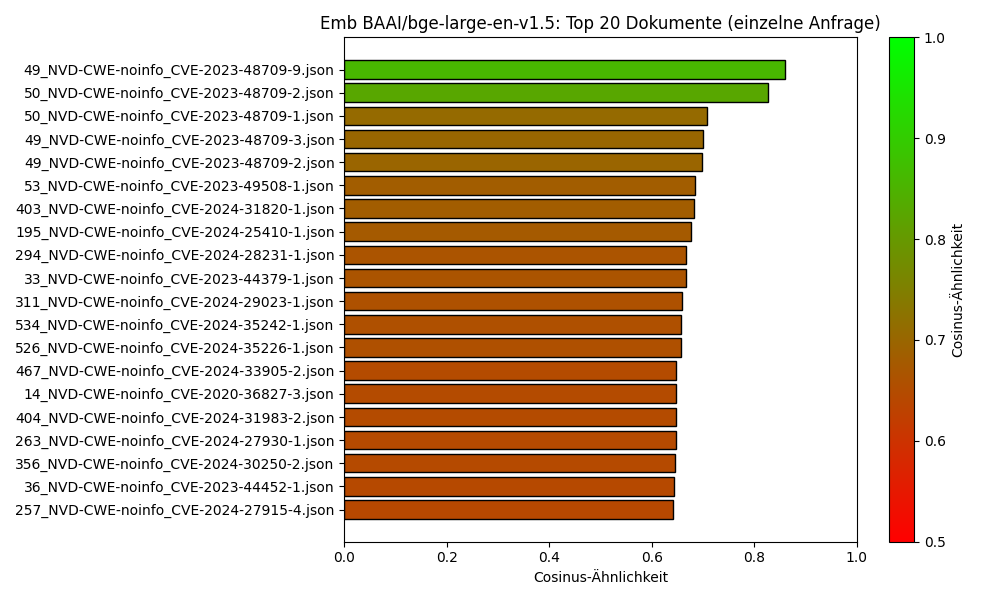 Emb BAAI/bge-large-en-v1.5: Top 20 Dokumente (einzelne Anfrage)
49_NVD-CWE-noinfo_CVE-2023-48709-9.json
50_NVD-CWE-noinfo_CVE-2023-48709-2.json
50_NVD-CWE-noinfo_CVE-2023-48709-1.json
49_NVD-CWE-noinfo_CVE-2023-48709-3.json
49_NVD-CWE-noinfo_CVE-2023-48709-2.json
53_NVD-CWE-noinfo_CVE-2023-49508-1.json
403_NVD-CWE-noinfo_CVE-2024-31820-1.json
195_NVD-CWE-noinfo_CVE-2024-25410-1.json
294_NVD-CWE-noinfo_CVE-2024-28231-1.json
33_NVD-CWE-noinfo_CVE-2023-44379-1.json
311_NVD-CWE-noinfo_CVE-2024-29023-1.json
534_NVD-CWE-noinfo_CVE-2024-35242-1.json
526_NVD-CWE-noinfo_CVE-2024-35226-1.json
467_NVD-CWE-noinfo_CVE-2024-33905-2.json
14_NVD-CWE-noinfo_CVE-2020-36827-3.json
404_NVD-CWE-noinfo_CVE-2024-31983-2.json
263_NVD-CWE-noinfo_CVE-2024-27930-1.json
356_NVD-CWE-noinfo_CVE-2024-30250-2.json
36_NVD-CWE-noinfo_CVE-2023-44452-1.json
257_NVD-CWE-noinfo_CVE-2024-27915-4.json
0.0 0.2 0.4 0.6 0.8 1.0
Cosinus-Ähnlichkeit
1.0
0.9
0.8
0.7
0.6
0.5
Cosinus-Ähnlichkeit